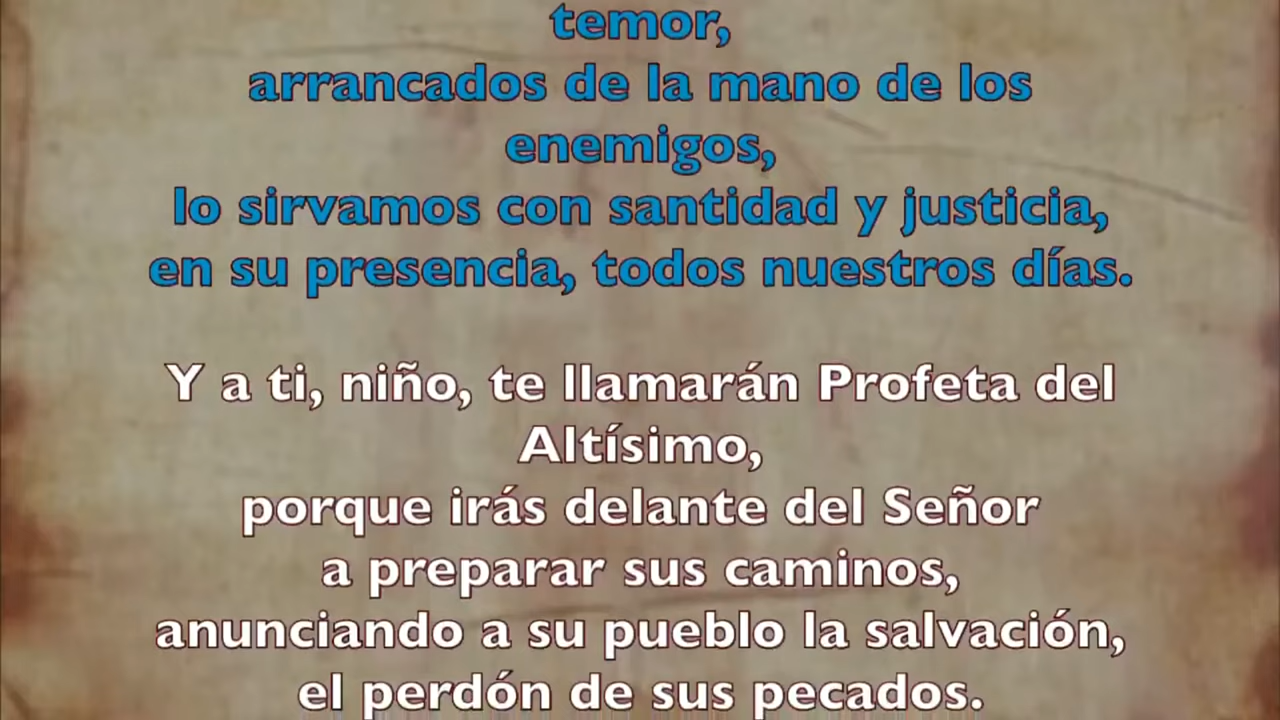 temor,
arrancados de la mano de los
enemigos,
lo sirvamos con santidad y justicia,
en su presencia, todos nuestros días.
Y a ti, niño, te llamarán Profeta del
Altísimo,
porque irás delante del Señor
a preparar sus caminos,
anunciando a su pueblo la salvación,
el perdón de sus pecados.